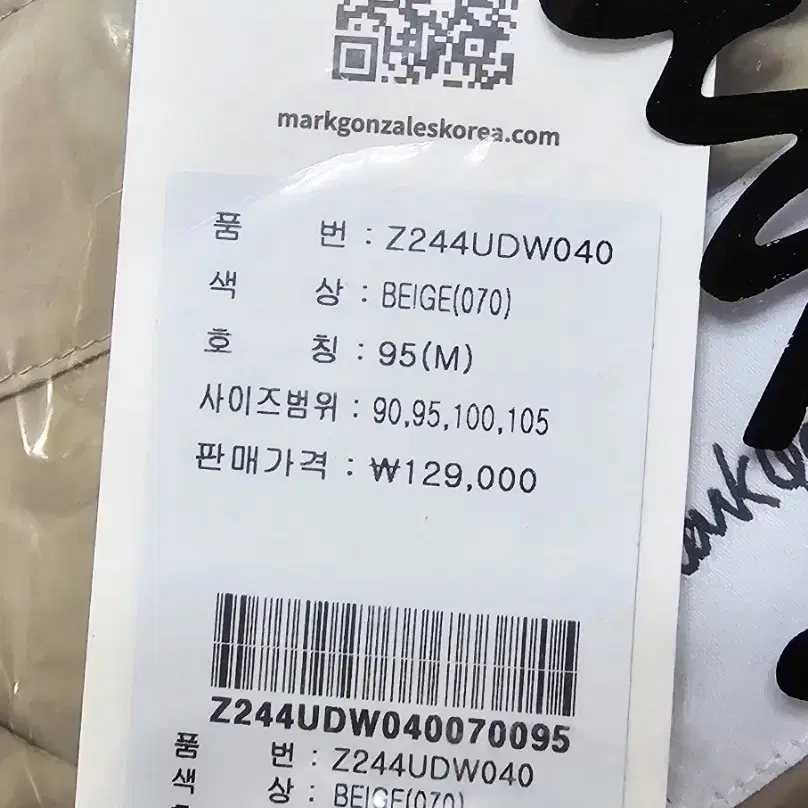 markgonzaleskorea.com
품 번 : Z244UDW040
색 상 : BEIGE(070)
호 칭 : 95(M)
사이즈범위 : 90,95,100,105
판매가격 : ₩129,000
Z244UDW040070095
품 번 : Z244UDW040
색 상 : BEIGE(070)